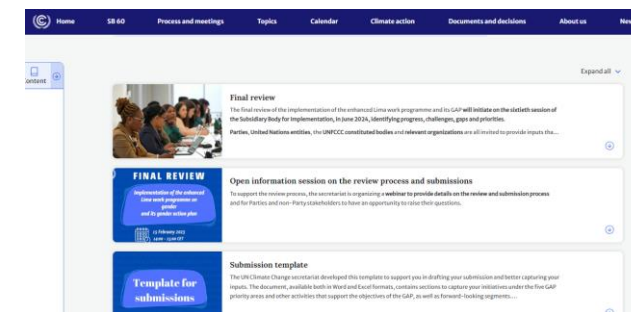 Home SB 60 Process and meetings Topics Calendar Climate action Documents and decisions About us
Content
Expand all
Final review
The final review of the implementation of the enhanced Lima work programme and its GAP will initiate on the sixtieth session of
the Subsidiary Body for Implementation, in June 2024, identifying progress, challenges, gaps and priorities.
Parties, United Nations entities, the UNFCCC constituted bodies and relevant organizations are all invited to provide inputs the...
FINAL REVIEW
Implementation of the enhanced
Lima work programme on
gender
and its gender action plan
14:00 - 15:00 CET
Open information session on the review process and submissions
To support the review process, the secretariat is organising a webinar to provide details on the review and submission process
and for Parties and non-Party stakeholders to have an opportunity to raise their questions.
Template for
submissions
Submission template
The UN Climate Change secretariat developed this template to support you in drafting your submission and better capturing your
inputs. The document, available both in Word and Excel formats, contains sections to capture your initiatives under the five GAP
priority areas and other activities that support the objectives of the GAP, as well as forward-looking segments....